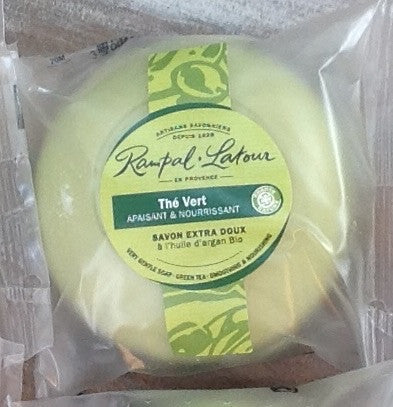 ARTISANS SAVONNIERS
DEPUIS 1828
Rampal · Latour
EN PROVENCE
Thé Vert
APAISANT & NOURRISSANT
SAVON EXTRA DOUX
à l'huile d'argan Bio
VERY GENTLE SOAP - GREEN TEA - SMOOTHING & NOURISHING